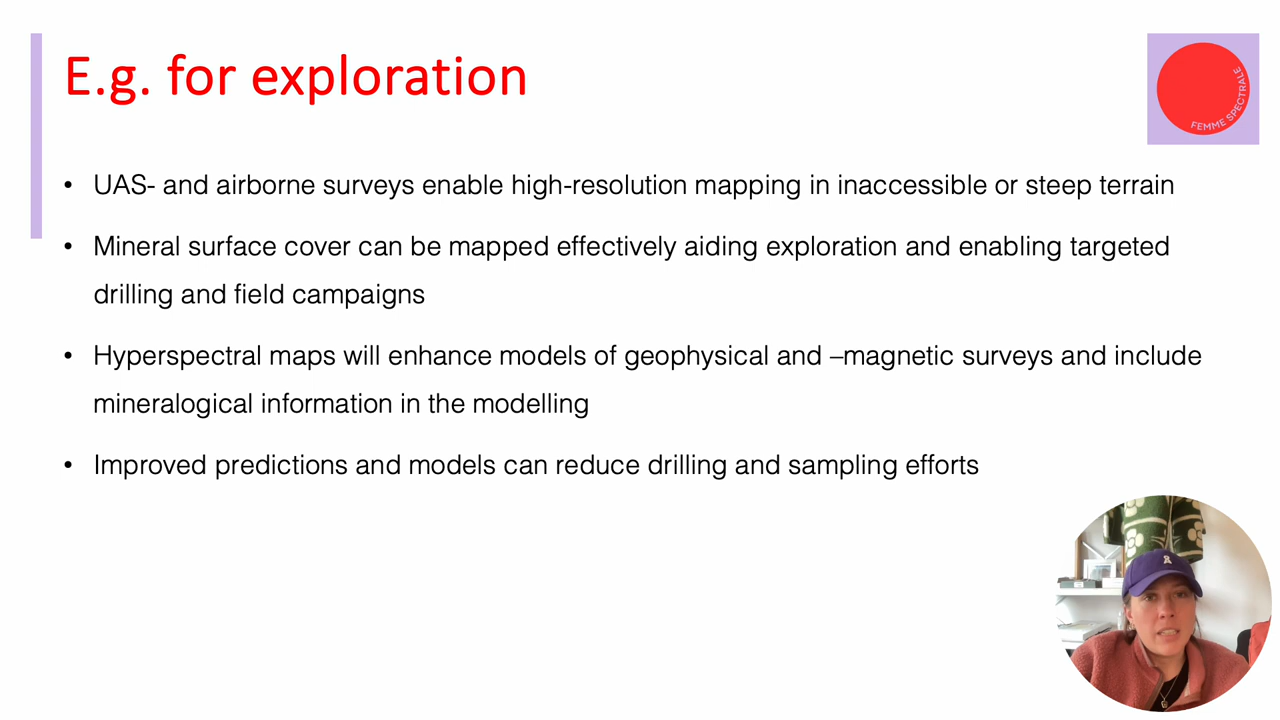 E.g. for exploration
FEMME SPECTRALE
• UAS- and airborne surveys enable high-resolution mapping in inaccessible or steep terrain
• Mineral surface cover can be mapped effectively aiding exploration and enabling targeted
drilling and field campaigns
• Hyperspectral maps will enhance models of geophysical and –magnetic surveys and include
mineralogical information in the modelling
• Improved predictions and models can reduce drilling and sampling efforts